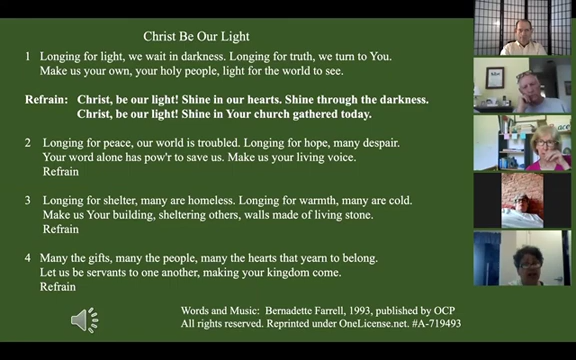 Christ Be Our Light
1 Longing for light, we wait in darkness. Longing for truth, we turn to You.
Make us your own, your holy people, light for the world to see.
Refrain: Christ, be our light! Shine in our hearts. Shine through the darkness.
Christ, be our light! Shine in Your church gathered today.
2 Longing for peace, our world is troubled. Longing for hope, many despair.
Your word alone has pow'r to save us. Make us your living voice.
Refrain
3 Longing for shelter, many are homeless. Longing for warmth, many are cold.
Make us Your building, sheltering others, walls made of living stone.
Refrain
4 Many the gifts, many the people, many the hearts that yearn to belong.
Let us be servants to one another, making your kingdom come.
Refrain
Words and Music: Bernadette Farrell, 1993, published by OCP
All rights reserved. Reprinted under OneLicense.net. #A-719493